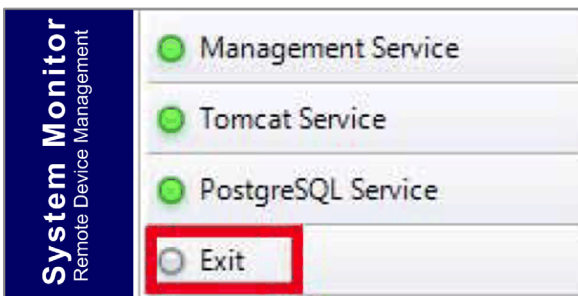 System Monitor
Remote Device Management
Management Service
Tomcat Service
PostgreSQL Service
Exit